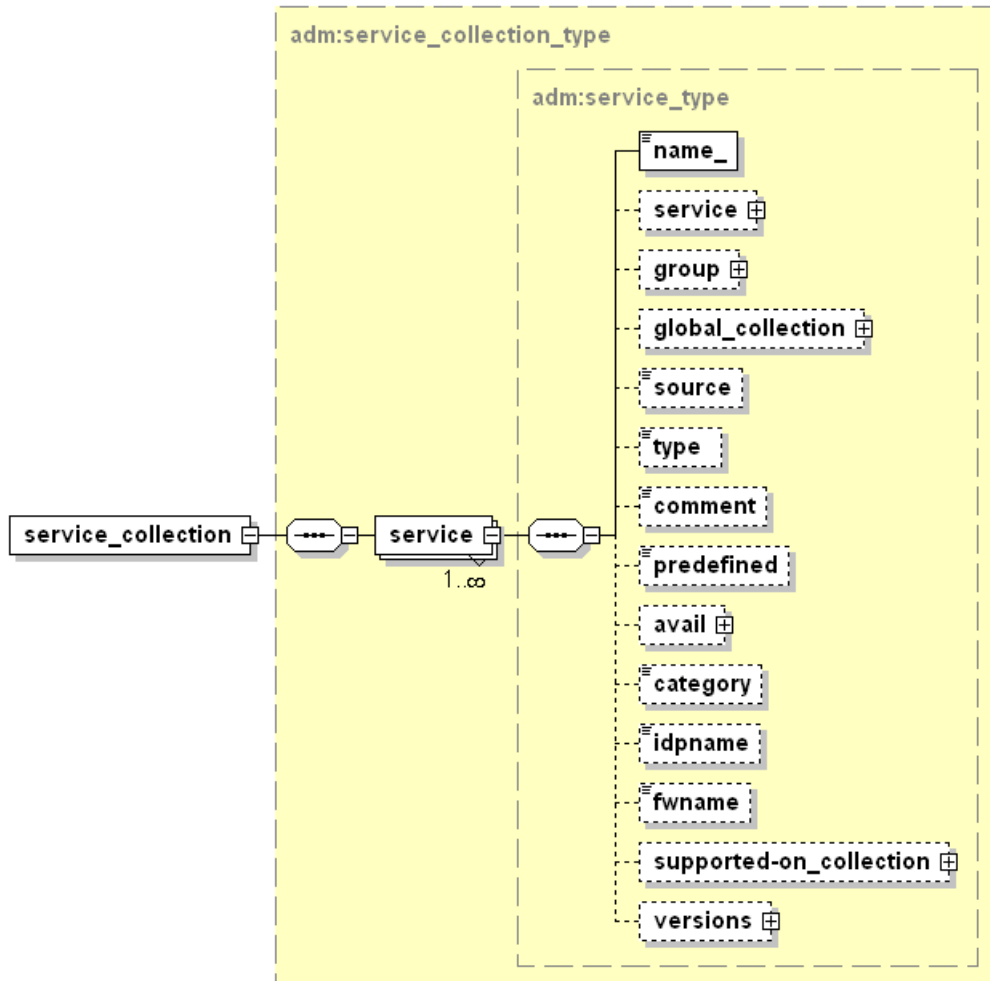 adm:service_collection_type
adm:service_type
name_
service
group
global_collection
source
type
comment
service_collection
service
1..∞
predefined
avail
category
idpname
fwname
supported-on_collection
versions